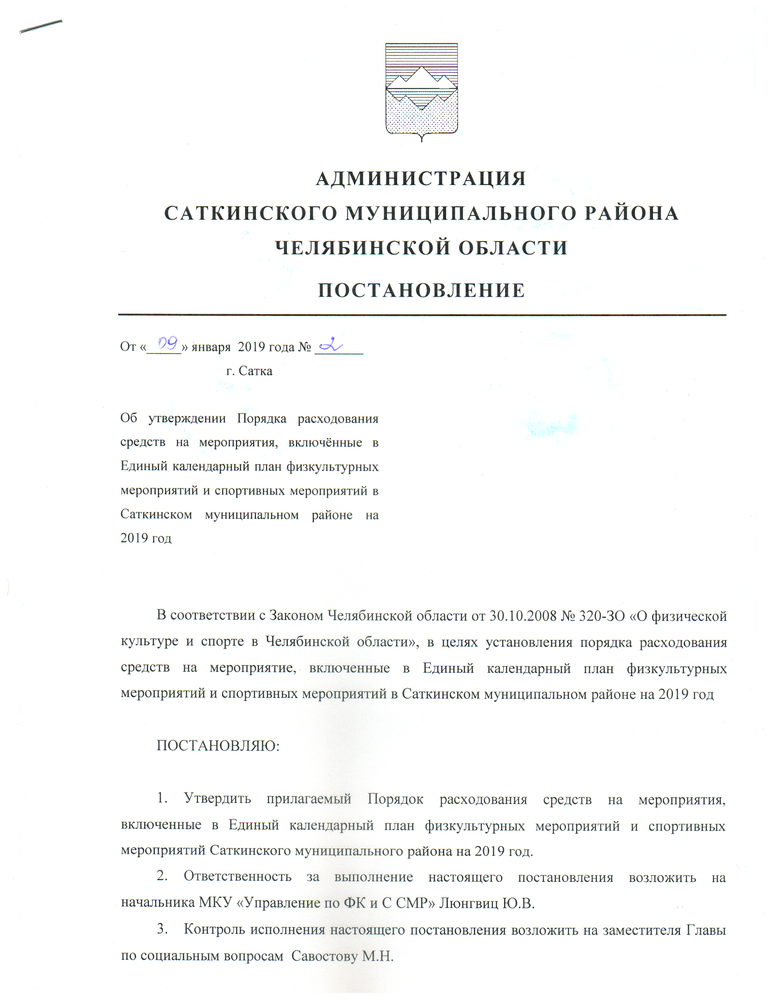 АДМИНИСТРАЦИЯ
САТКИНСКОГО МУНИЦИПАЛЬНОГО РАЙОНА
ЧЕЛЯБИНСКОЙ ОБЛАСТИ
ПОСТАНОВЛЕНИЕ
От «09» января 2019 года № 2
г. Сатка
Об утверждении Порядка расходования
средств на мероприятия, включённые в
Единый календарный план физкультурных
мероприятий и спортивных мероприятий в
Саткинском муниципальном районе на
2019 год
В соответствии с Законом Челябинской области от 30.10.2008 № 320-ЗО «О физической
культуре и спорте в Челябинской области», в целях установления порядка расходования
средств на мероприятие, включенные в Единый календарный план физкультурных
мероприятий и спортивных мероприятий в Саткинском муниципальном районе на 2019 год
ПОСТАНОВЛЯЮ:
1. Утвердить прилагаемый Порядок расходования средств на мероприятия,
включенные в Единый календарный план физкультурных мероприятий и спортивных
мероприятий Саткинского муниципального района на 2019 год.
2. Ответственность за выполнение настоящего постановления возложить на
начальника МКУ «Управление по ФК и С СМР» Люнгвиц Ю.В.
3. Контроль исполнения настоящего постановления возложить на заместителя Главы
по социальным вопросам Савостову М.Н.